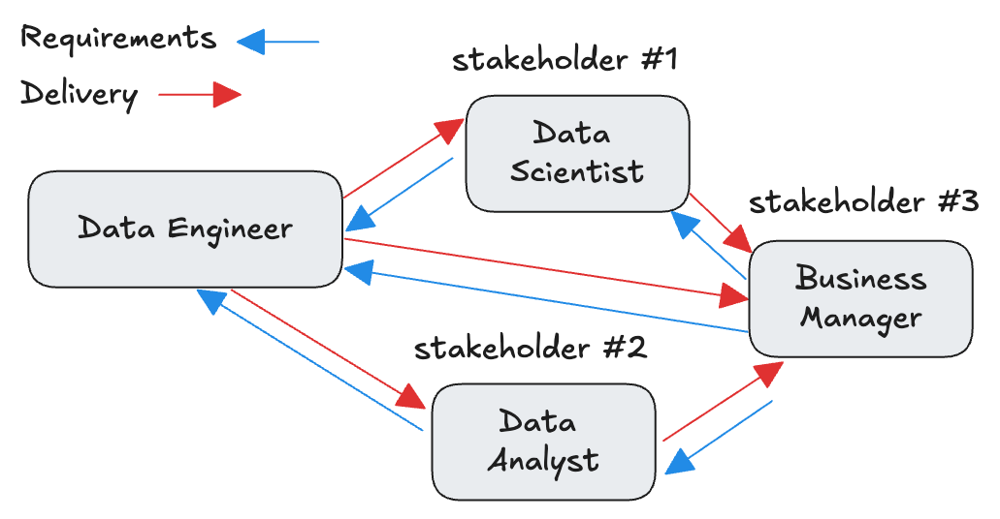 Requirements
Delivery
stakeholder #1
Data
Scientist
Data Engineer
stakeholder #3
Business
Manager
stakeholder #2
Data
Analyst